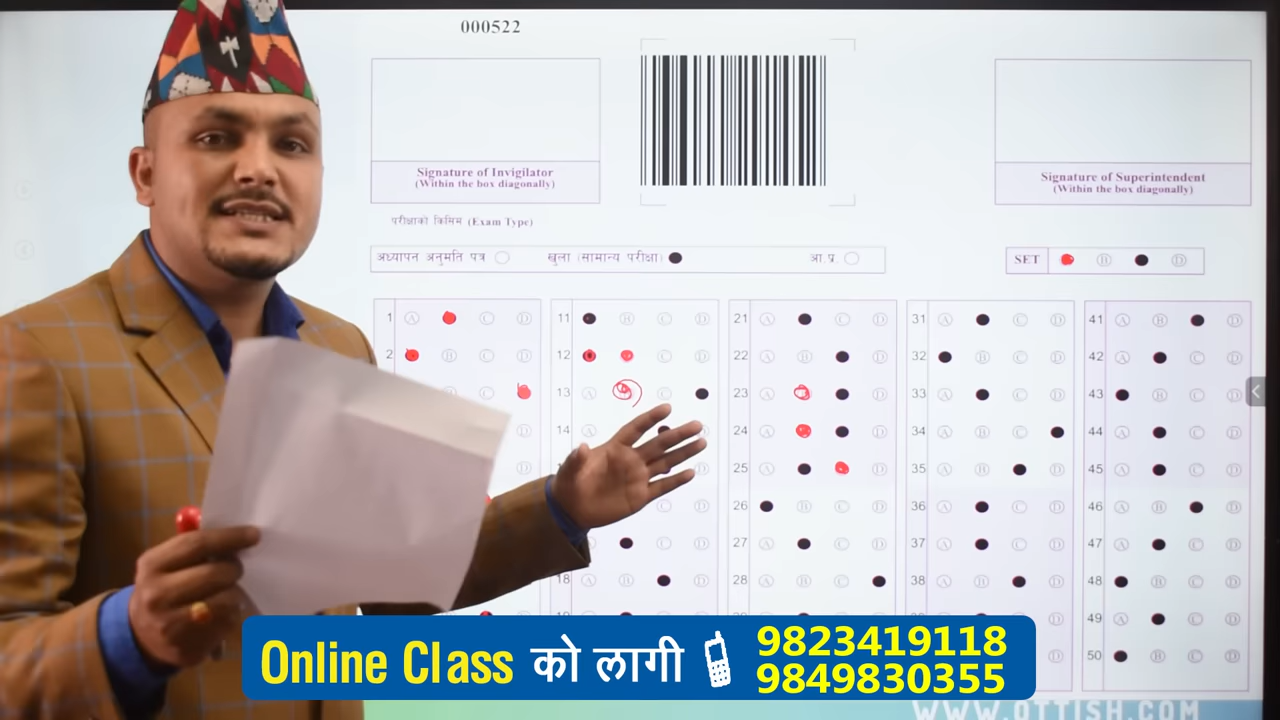 000522
Signature of Invigilator
(Within the box diagonally)
Signature of Superintendent
(Within the box diagonally)
परीक्षाको किसिम (Exam Type)
अध्यापन अनुमति पत्र
खुला (सामान्य परीक्षा)
आ.प्र.
SET B D
1 A C D
11 B C D
21 A C D
31 A C D
41 A B D
2 B C D
12 C D
22 A B D
32 B C D
42 A C D
13 A C
23 A D
33 A C D
43 B C D
D
14 A
24 A D
34 A B C
44 A C D
D
25 A D
35 A B D
45 A C D
C D
26 B C D
36 A C D
46 A B D
A C D
27 A C D
37 A C D
47 A C D
18 A B D
28 A B C
38 A B D
48 B C D
49 A C D
D
50 B C D
Online Class को लागी
9823419118
9849830355
WWW.OTTISH.COM